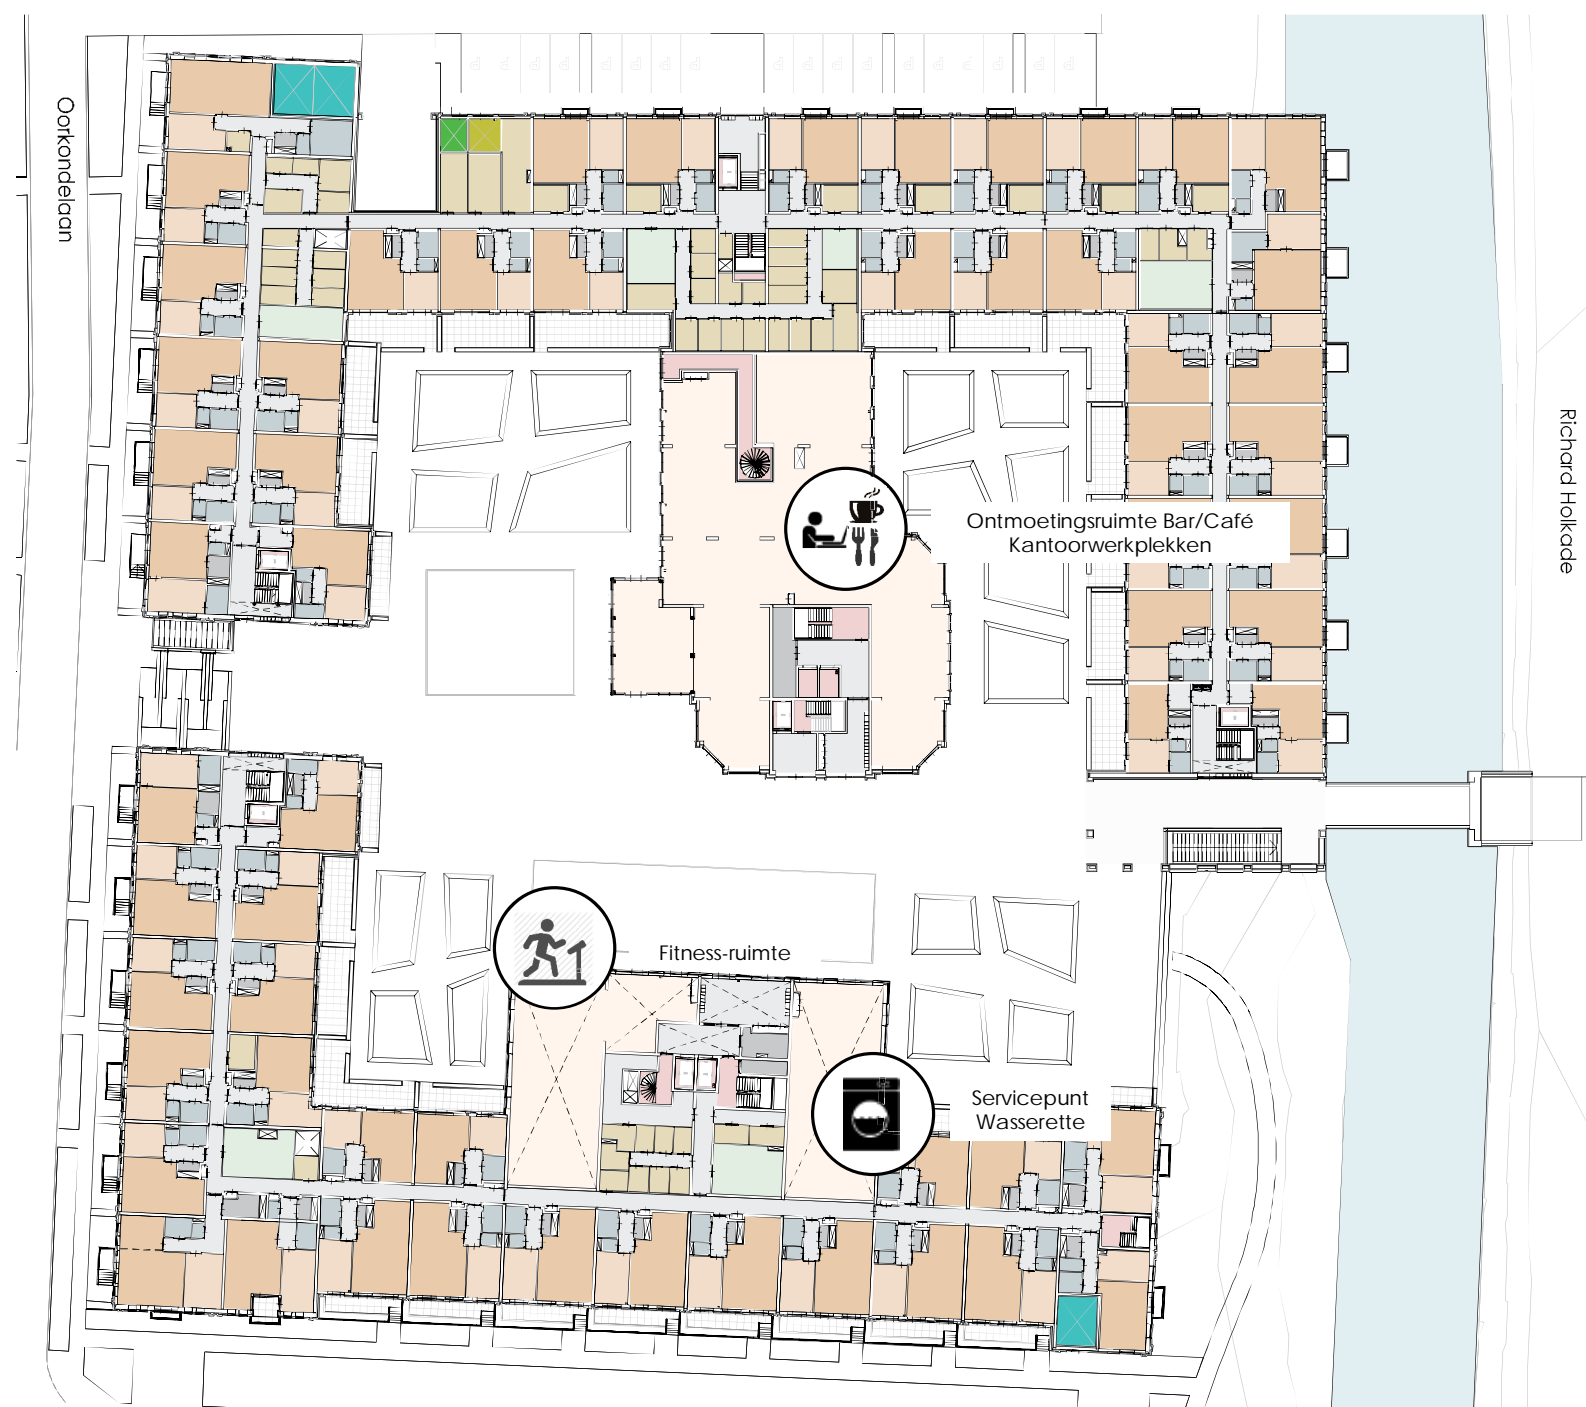 Oorkondelaan
Richard Holkade
Ontmoetingsruimte Bar/Café
Kantoorwerkplekken
Fitness-ruimte
Servicepunt
Wasserette